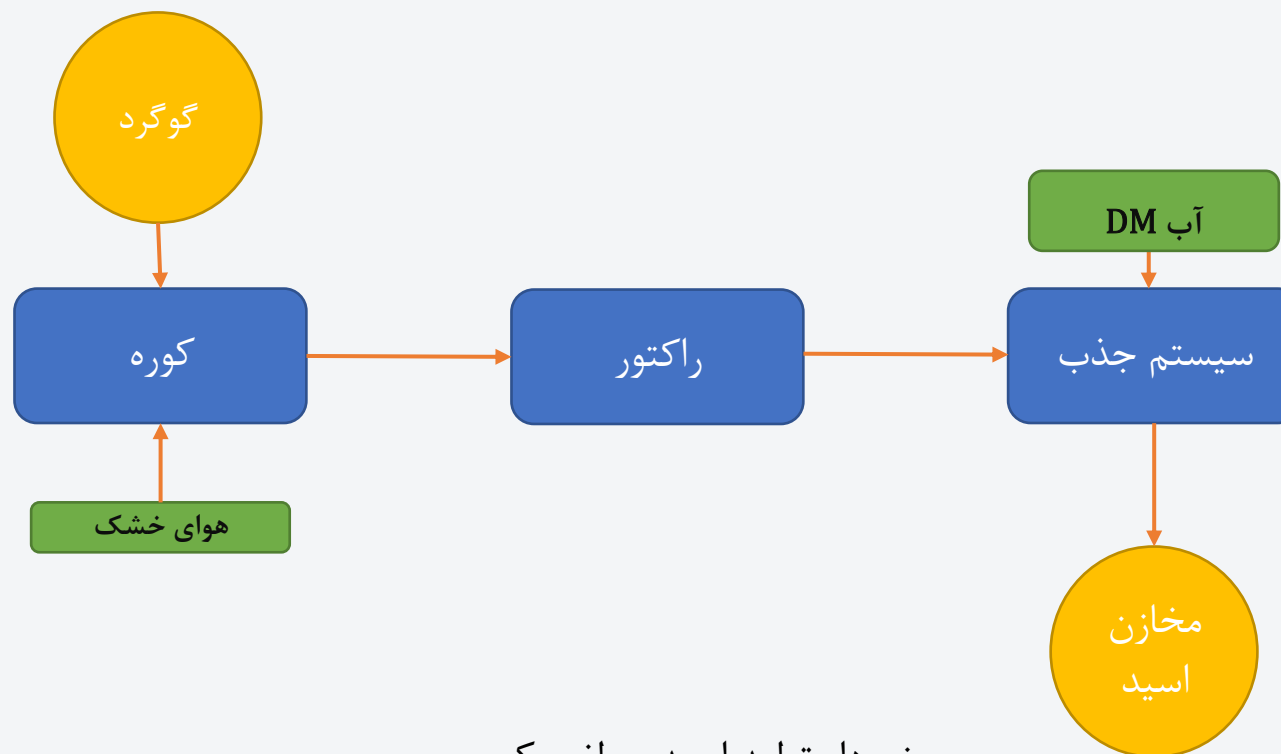 گوگرد
آب DM
کوره
راکتور
سیستم جذب
هوای خشک
مخازن
اسید